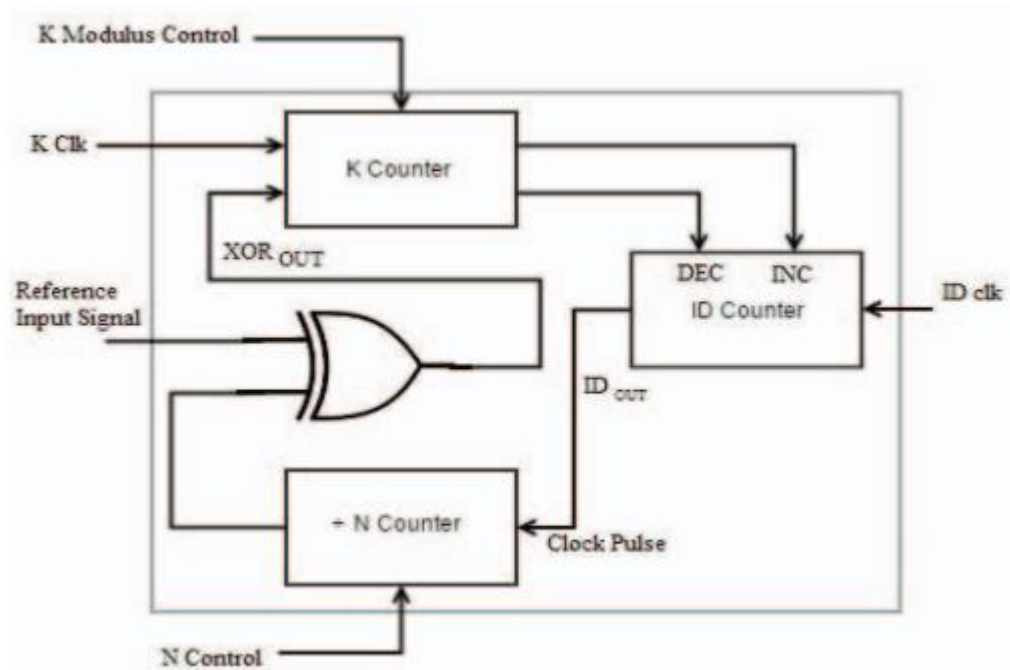 K Modulus Control
K Clk
K Counter
XOR OUT
DEC INC
ID Counter
ID clk
Reference
Input Signal
ID OUT
÷ N Counter
Clock Pulse
N Control